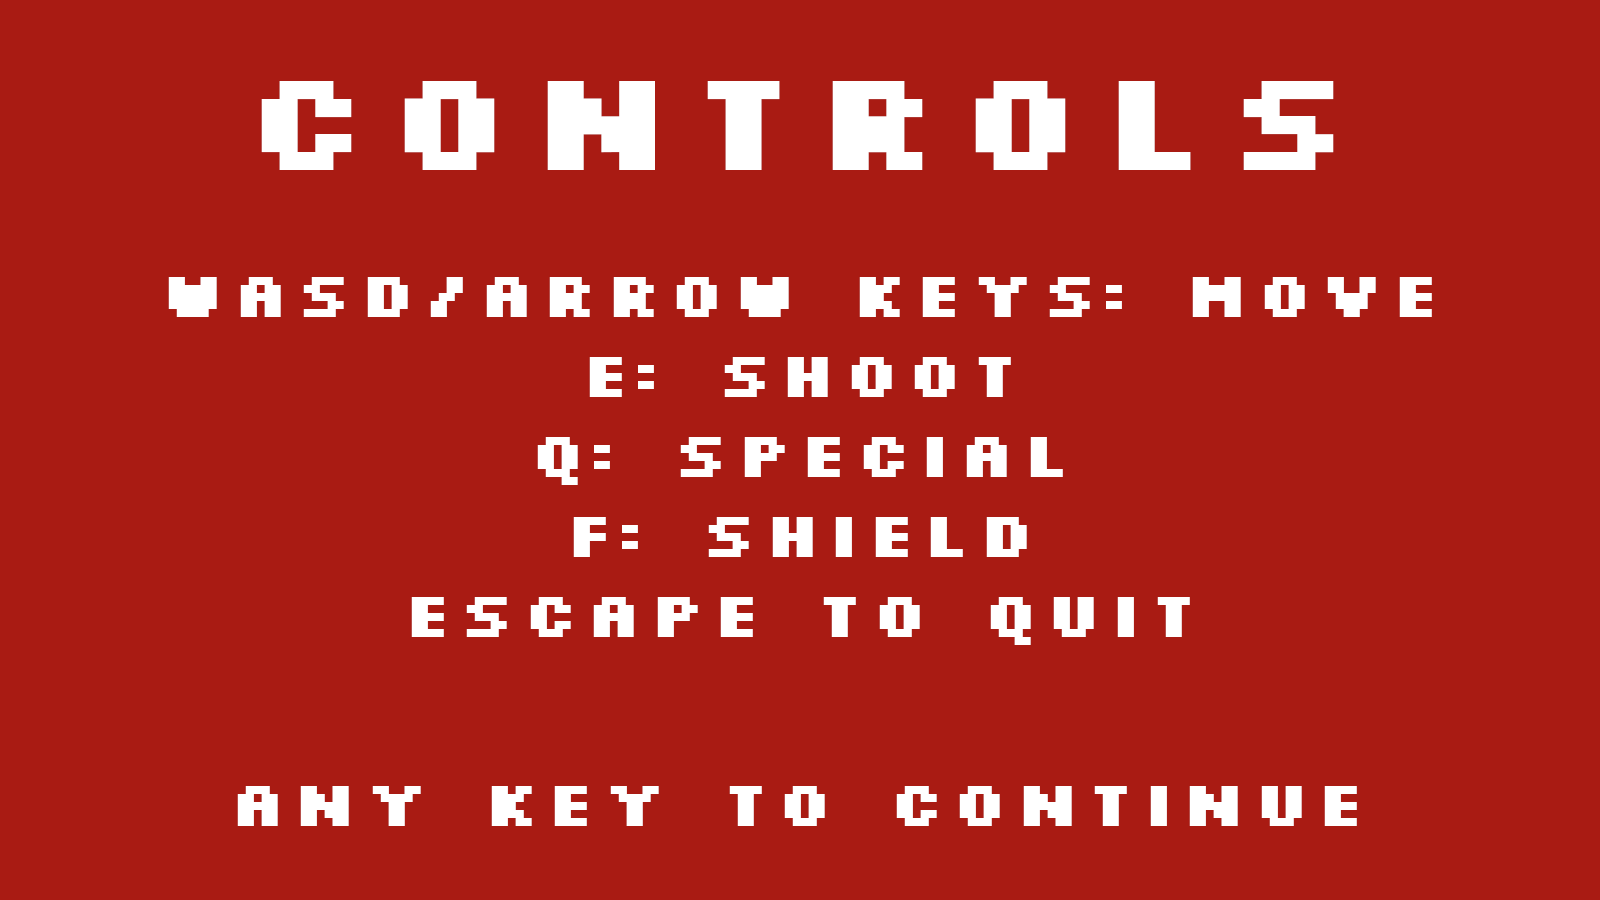 CONTROLS
WASD/ARROW KEYS: MOVE
E: SHOOT
Q: SPECIAL
F: SHIELD
ESCAPE TO QUIT
ANY KEY TO CONTINUE